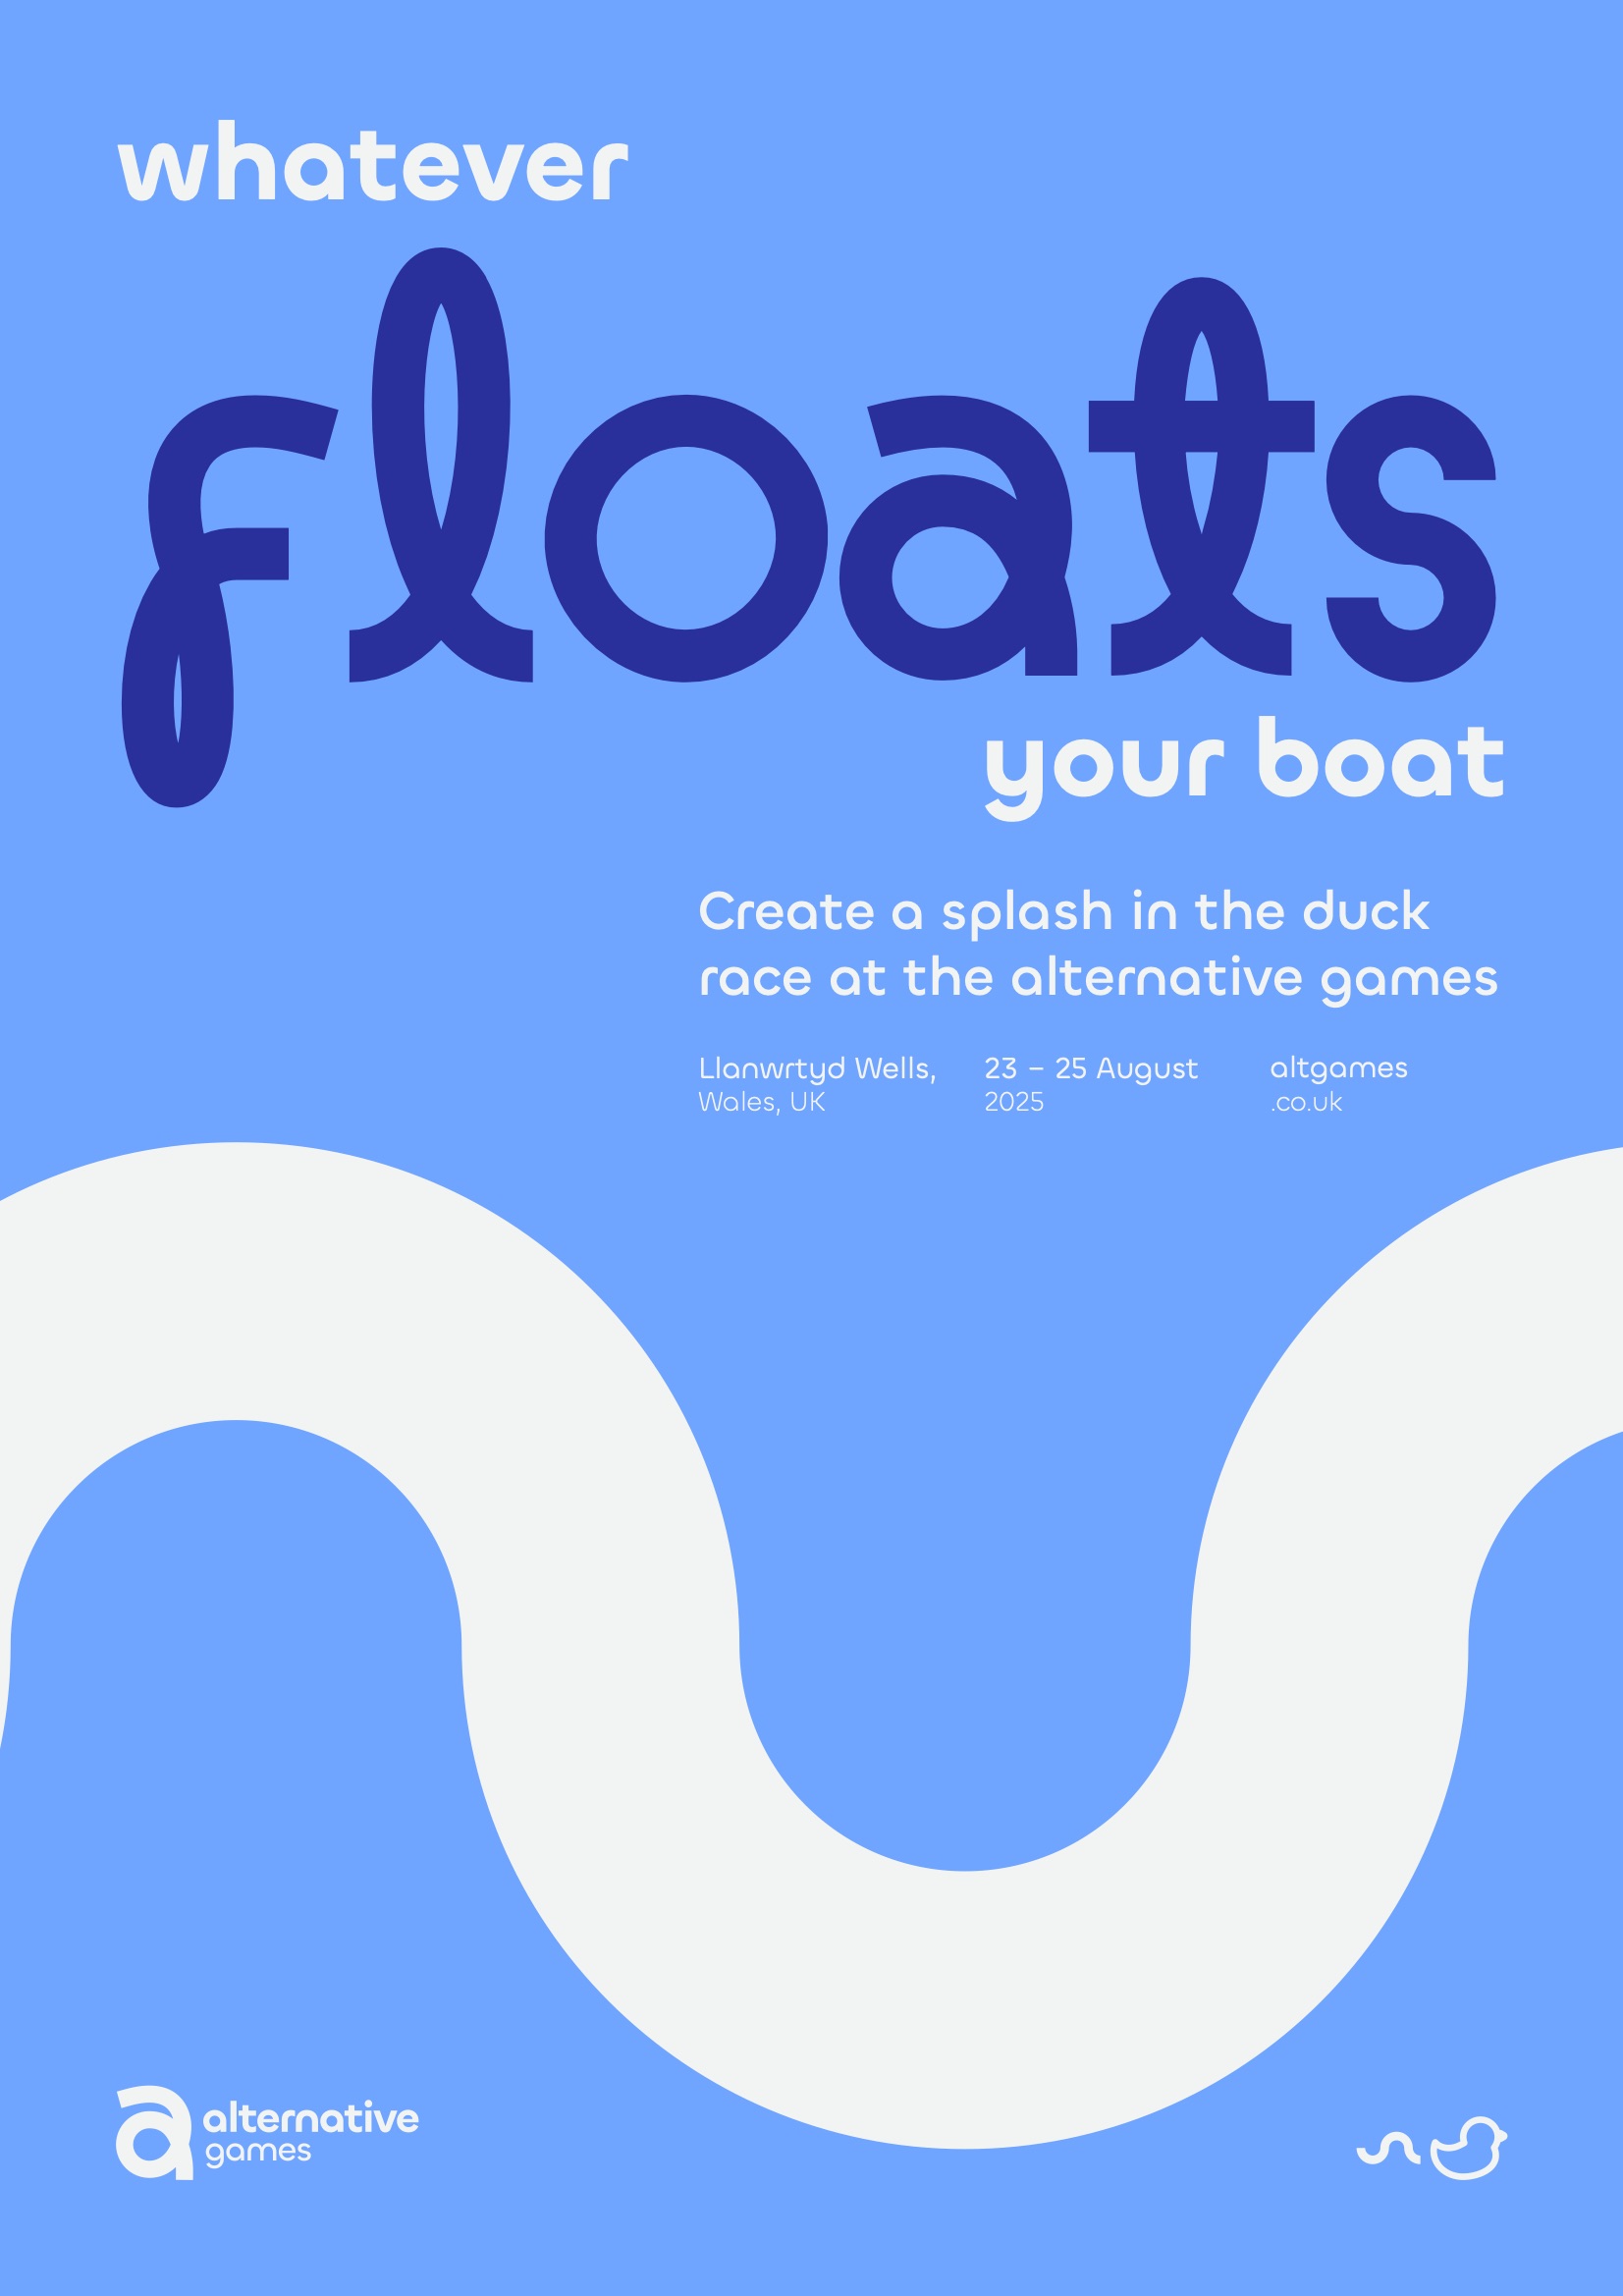 whatever
floats
your boat
Create a splash in the duck
race at the alternative games
Llanwrtyd Wells,
Wales, UK
23 – 25 August
2025
altgames
.co.uk
a
alternative
games